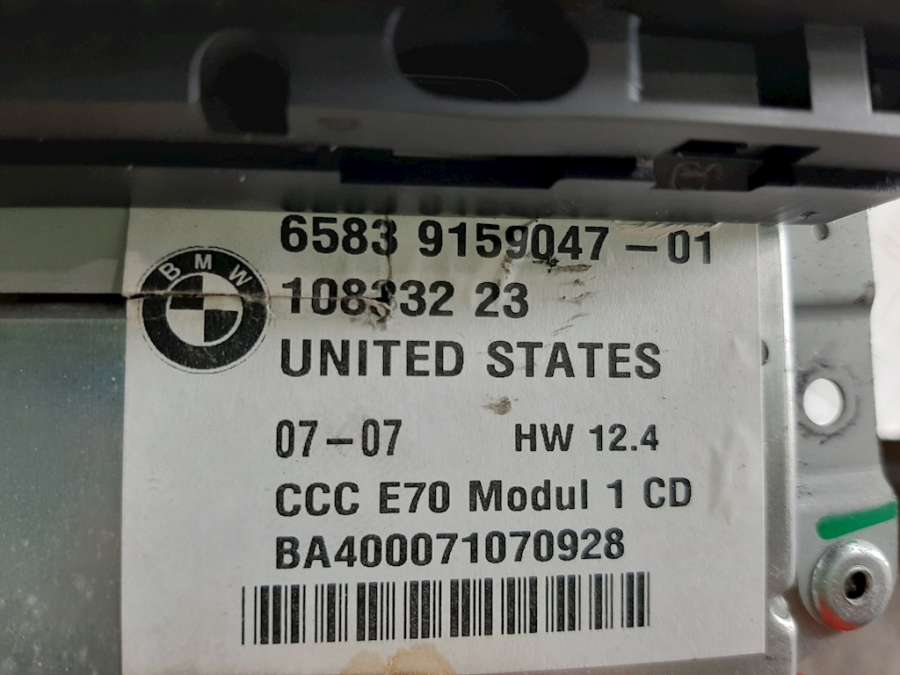 6583 9159047-01
BMW
108332 23
UNITED STATES
07-07 HW 12.4
CCC E70 Modul 1 CD
BA400071070928